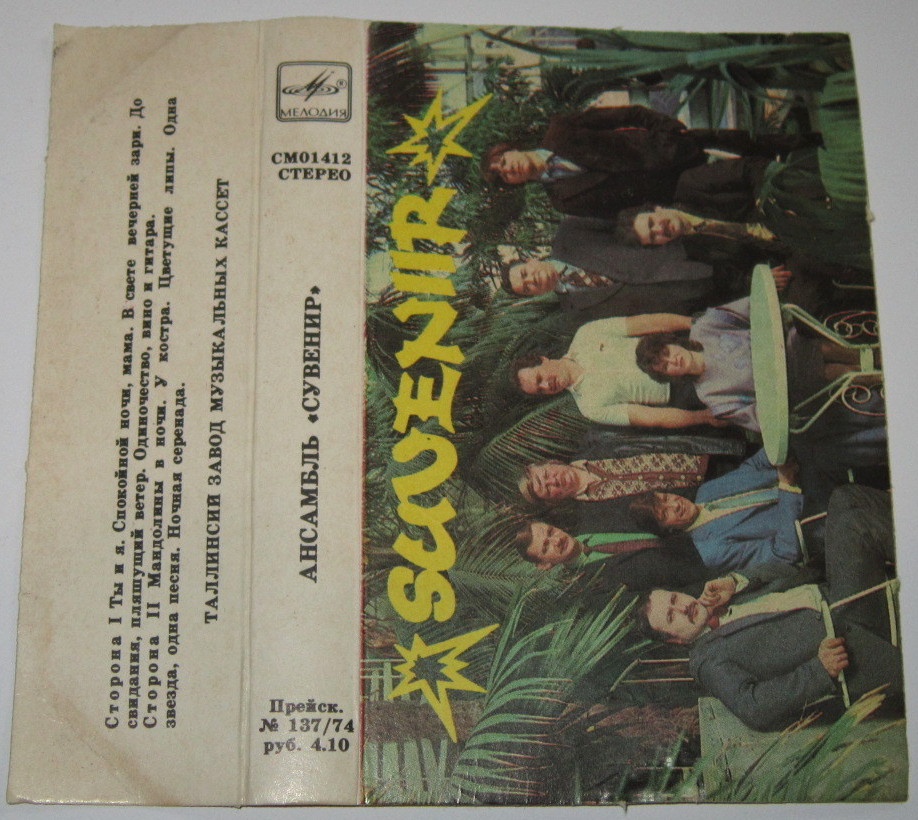 Сторона I Ты и я. Спокойной ночи, мама. В свете вечерней зари. До
свидания, пляшущий ветер. Одиночество, вино и гитара.
Сторона II Мандолины в ночи. У костра. Цветущие липы. Одна
звезда, одна песня. Ночная серенада.
ТАЛЛИНСИЙ ЗАВОД МУЗЫКАЛЬНЫХ КАССЕТ
МЕЛОДИЯ
СМ01412
СТЕРЕО
АНСАМБЛЬ «СУВЕНИР»
Прейск.
№ 137/74
руб. 4.10
SUVENIIR